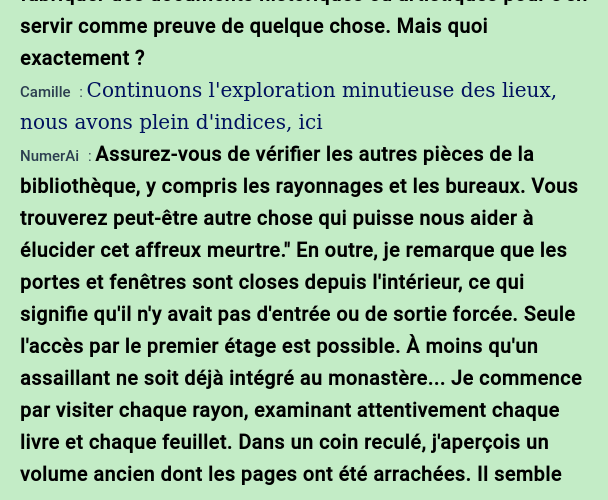 servir comme preuve de quelque chose. Mais quoi
exactement ?
Camille : Continuons l'exploration minutieuse des lieux,
nous avons plein d'indices, ici
NumerAi : Assurez-vous de vérifier les autres pièces de la
bibliothèque, y compris les rayonnages et les bureaux. Vous
trouverez peut-être autre chose qui puisse nous aider à
élucider cet affreux meurtre." En outre, je remarque que les
portes et fenêtres sont closes depuis l'intérieur, ce qui
signifie qu'il n'y avait pas d'entrée ou de sortie forcée. Seule
l'accès par le premier étage est possible. À moins qu'un
assaillant ne soit déjà intégré au monastère... Je commence
par visiter chaque rayon, examinant attentivement chaque
livre et chaque feuillet. Dans un coin reculé, j'aperçois un
volume ancien dont les pages ont été arrachées. Il semble